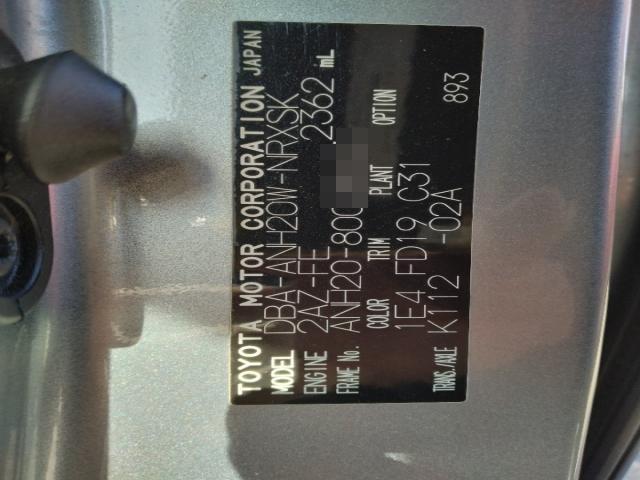 TOYOTA MOTOR CORPORATION JAPAN
MODEL DBA-ANH20W-NRXSK
ENGINE 2AZ-FE 2362 mL
FRAME No. ANH20-800
COLOR TRIM PLANT OPTION
1E4 FD19 C31
TRANS./AXLE K112 -02A 893